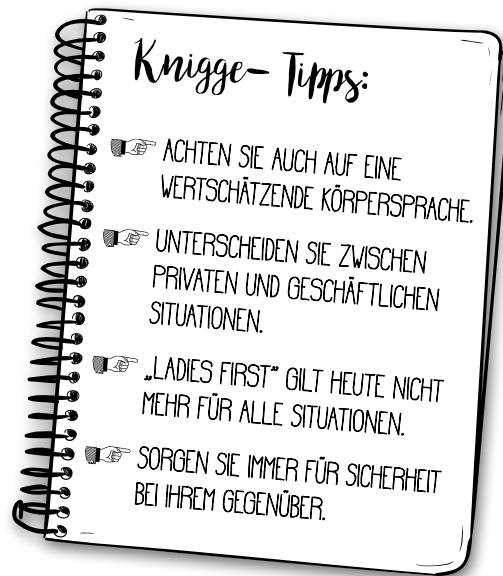 Knigge- Tipps:
ACHTEN SIE AUCH AUF EINE
WERTSCHÄTZENDE KÖRPERSPRACHE.
UNTERSCHEIDEN SIE ZWISCHEN
PRIVATEN UND GESCHÄFTLICHEN
SITUATIONEN.
„LADIES FIRST“ GILT HEUTE NICHT
MEHR FÜR ALLE SITUATIONEN.
SORGEN SIE IMMER FÜR SICHERHEIT
BEI IHREM GEGENÜBER.